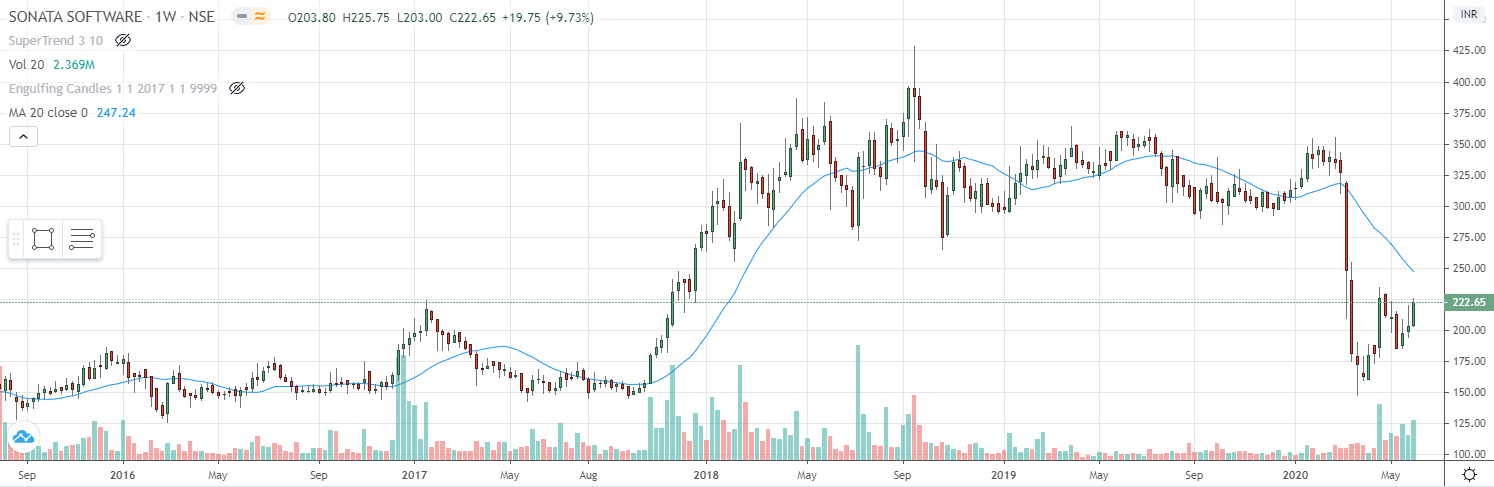 SONATA SOFTWARE · 1W · NSE O203.80 H225.75 L203.00 C222.65 +19.75 (+9.73%)
INR
SuperTrend 3 10
Vol 20 2.369M
Engulfing Candles 1 1 2017 1 1 9999
MA 20 close 0 247.24
425.00
400.00
375.00
350.00
325.00
300.00
275.00
250.00
222.65
200.00
175.00
150.00
125.00
100.00
Sep 2016 May Sep 2017 May Aug 2018 May Sep 2019 May Sep 2020 May